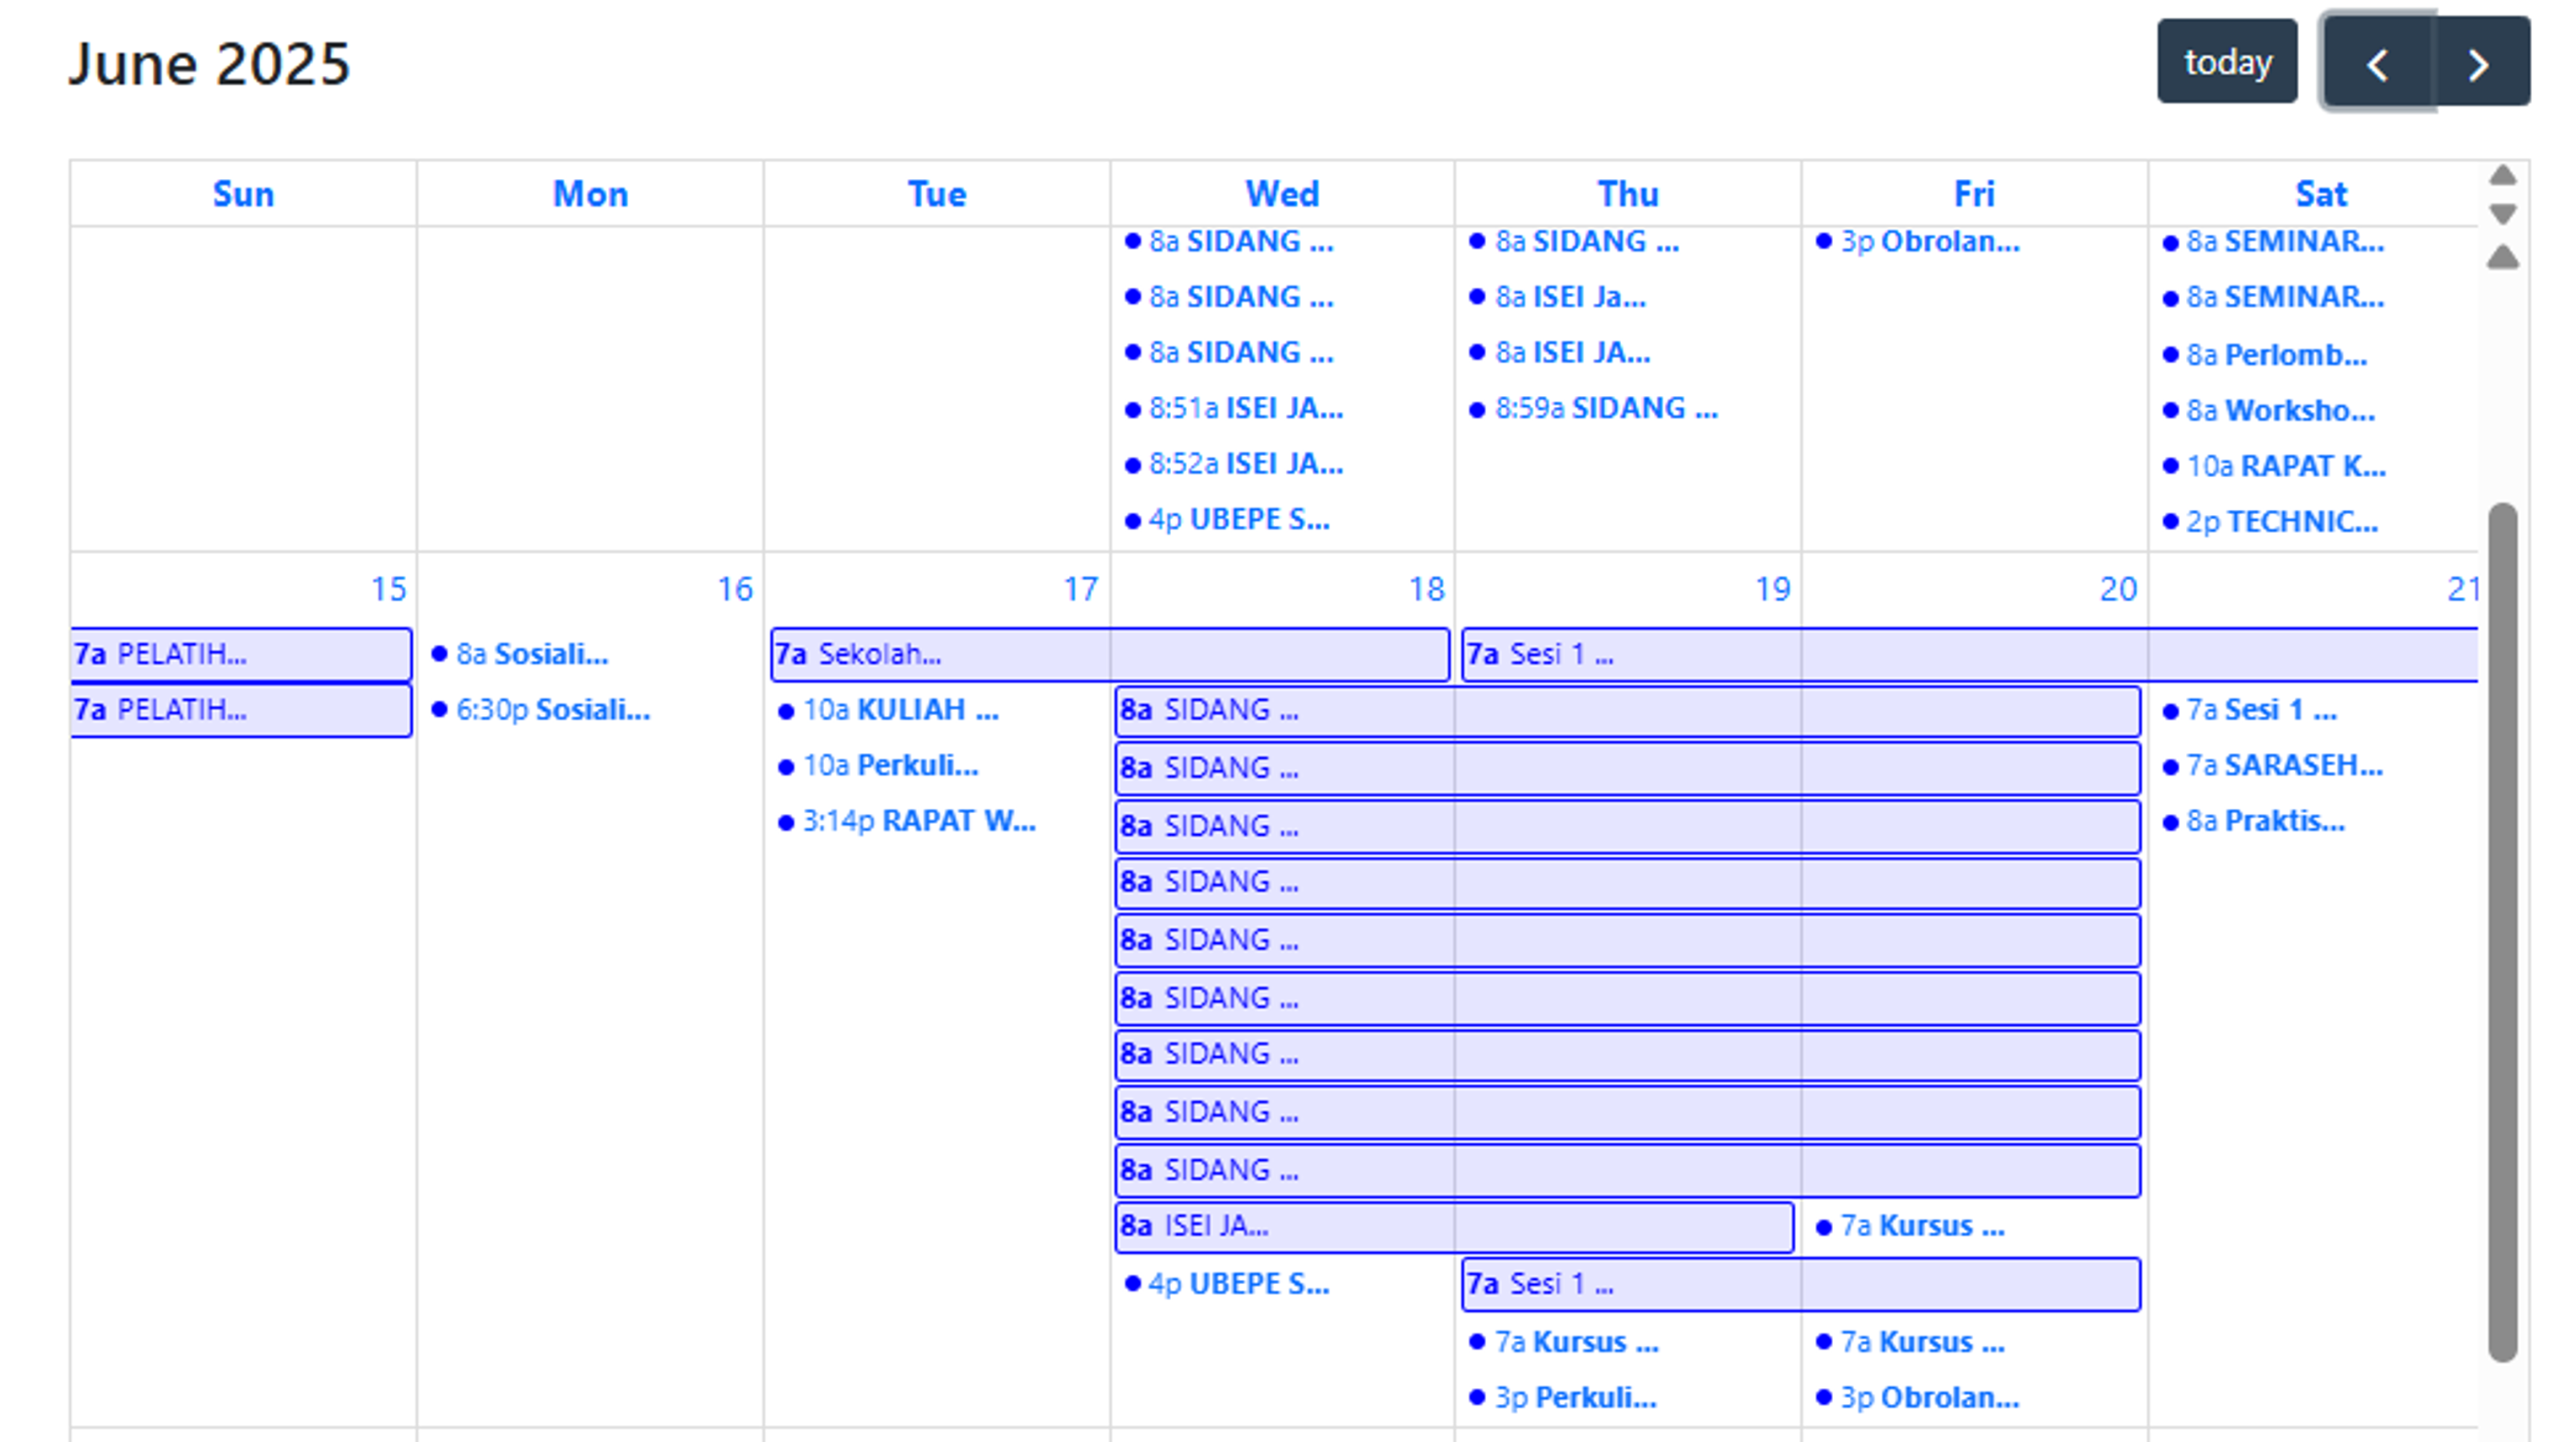 June 2025
today
Sun Mon Tue Wed Thu Fri Sat
8a SIDANG ... 8a SIDANG ... 3p Obrolan... 8a SEMINAR...
8a SIDANG ... 8a ISEI Ja... 8a SEMINAR...
8a SIDANG ... 8a ISEI JA... 8a Perlomb...
8:51a ISEI JA... 8:59a SIDANG ... 8a Worksho...
8:52a ISEI JA... 10a RAPAT K...
4p UBEPE S... 2p TECHNIC...
15 16 17 18 19 20 21
7a PELATIH... 8a Sosiali... 7a Sekolah... 7a Sesi 1 ...
7a PELATIH... 6:30p Sosiali... 10a KULIAH ... 8a SIDANG ... 7a Sesi 1 ...
10a Perkuli... 8a SIDANG ... 7a SARASEH...
3:14p RAPAT W... 8a SIDANG ... 8a Praktis...
8a SIDANG ...
8a SIDANG ...
8a SIDANG ...
8a SIDANG ...
8a SIDANG ...
8a SIDANG ...
8a ISEI JA... 7a Kursus ...
4p UBEPE S... 7a Sesi 1 ...
7a Kursus ... 7a Kursus ...
3p Perkuli... 3p Obrolan...